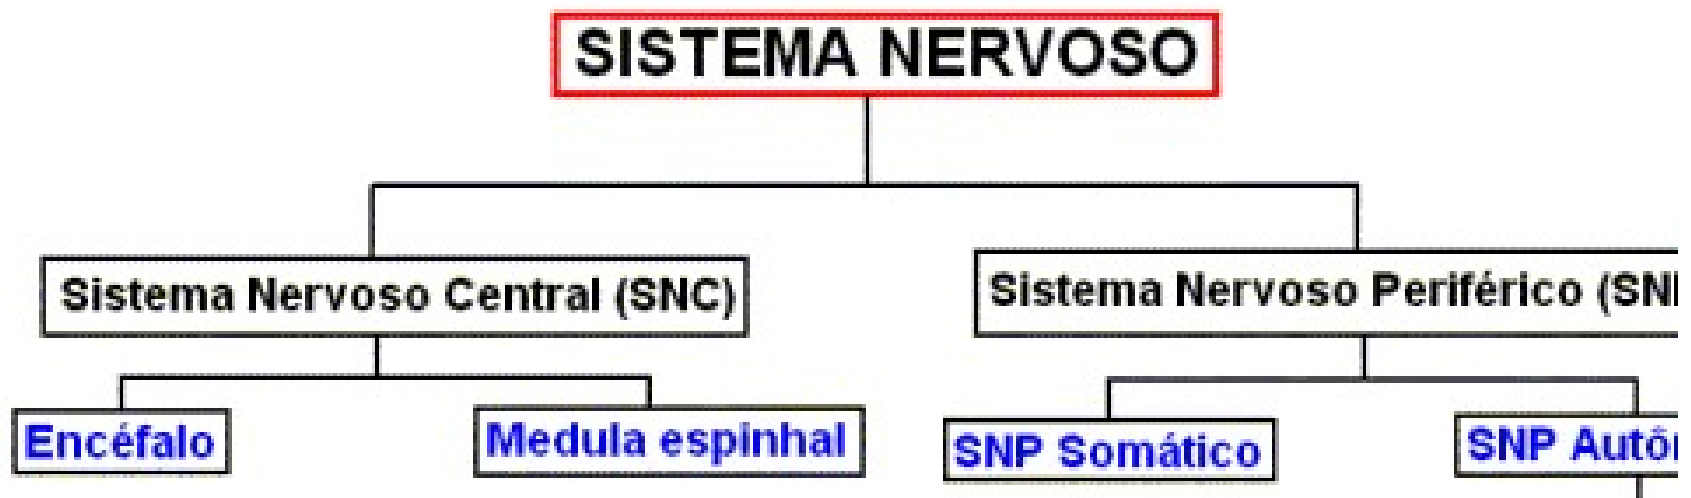 SISTEMA NERVOSO
Sistema Nervoso Central (SNC)
Sistema Nervoso Periférico
Encéfalo
Medula espinhal
SNP Somático
SNP